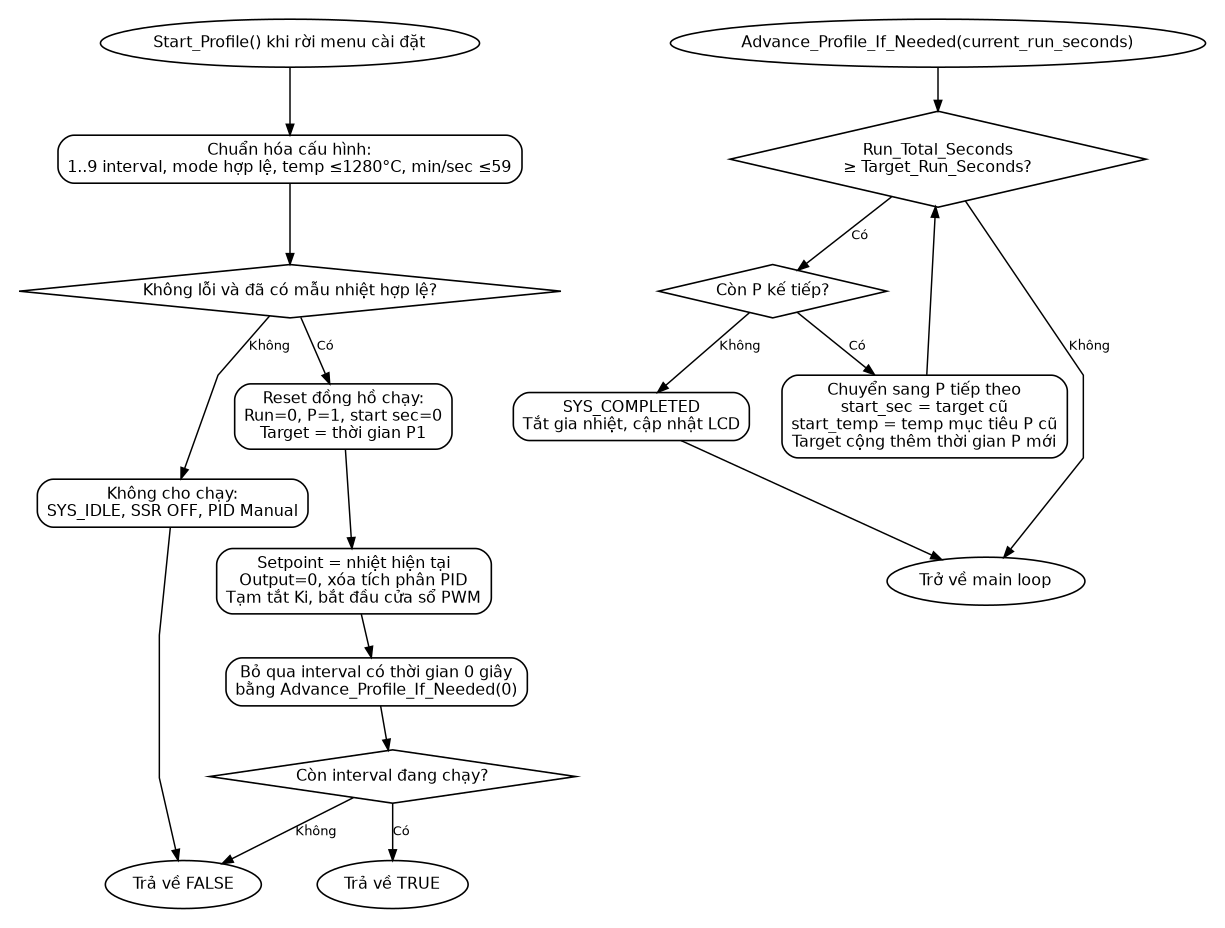 Start_Profile() khi rời menu cài đặt
Chuẩn hóa cấu hình:
1..9 interval, mode hợp lệ, temp ≤1280°C, min/sec ≤59
Không lỗi và đã có mẫu nhiệt hợp lệ?
Không
Có
Reset đồng hồ chạy:
Run=0, P=1, start sec=0
Target = thời gian P1
Không cho chạy:
SYS_IDLE, SSR OFF, PID Manual
Setpoint = nhiệt hiện tại
Output=0, xóa tích phân PID
Tạm tắt Ki, bắt đầu cửa sổ PWM
Bỏ qua interval có thời gian 0 giây
bằng Advance_Profile_If_Needed(0)
Còn interval đang chạy?
Không
Có
Trả về FALSE
Trả về TRUE
Advance_Profile_If_Needed(current_run_seconds)
Run_Total_Seconds
≥ Target_Run_Seconds?
Có
Còn P kế tiếp?
Không
Có
Không
SYS_COMPLETED
Tắt gia nhiệt, cập nhật LCD
Chuyển sang P tiếp theo
start_sec = target cũ
start_temp = temp mục tiêu P cũ
Target cộng thêm thời gian P mới
Trở về main loop